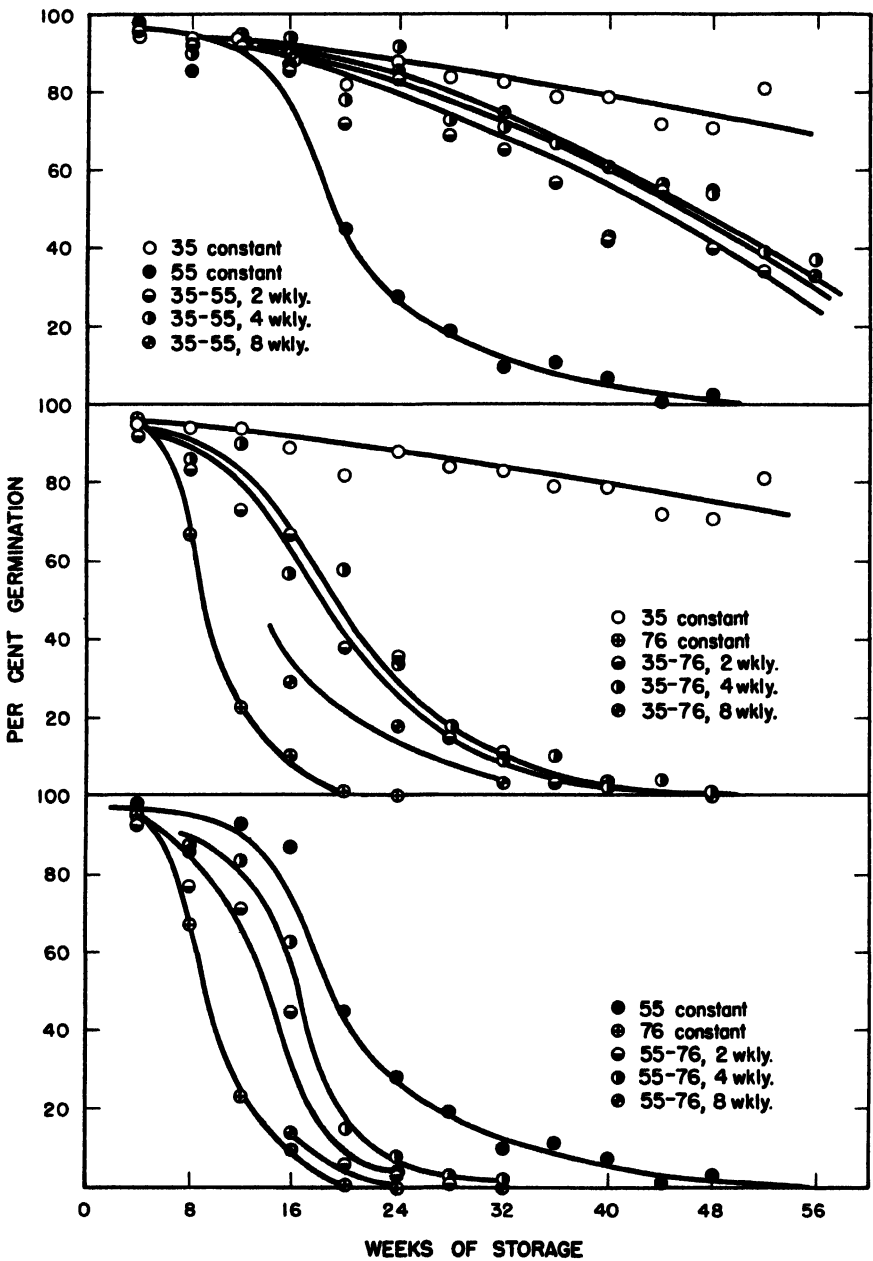 100
80
60
40
20
35 constant
55 constant
35-55, 2 wkly.
35-55, 4 wkly.
35-55, 8 wkly.
100
80
60
40
20
35 constant
76 constant
35-76, 2 wkly.
35-76, 4 wkly.
35-76, 8 wkly.
PER CENT GERMINATION
100
80
60
40
20
55 constant
76 constant
55-76, 2 wkly.
55-76, 4 wkly.
55-76, 8 wkly.
0 8 16 24 32 40 48 56
WEEKS OF STORAGE